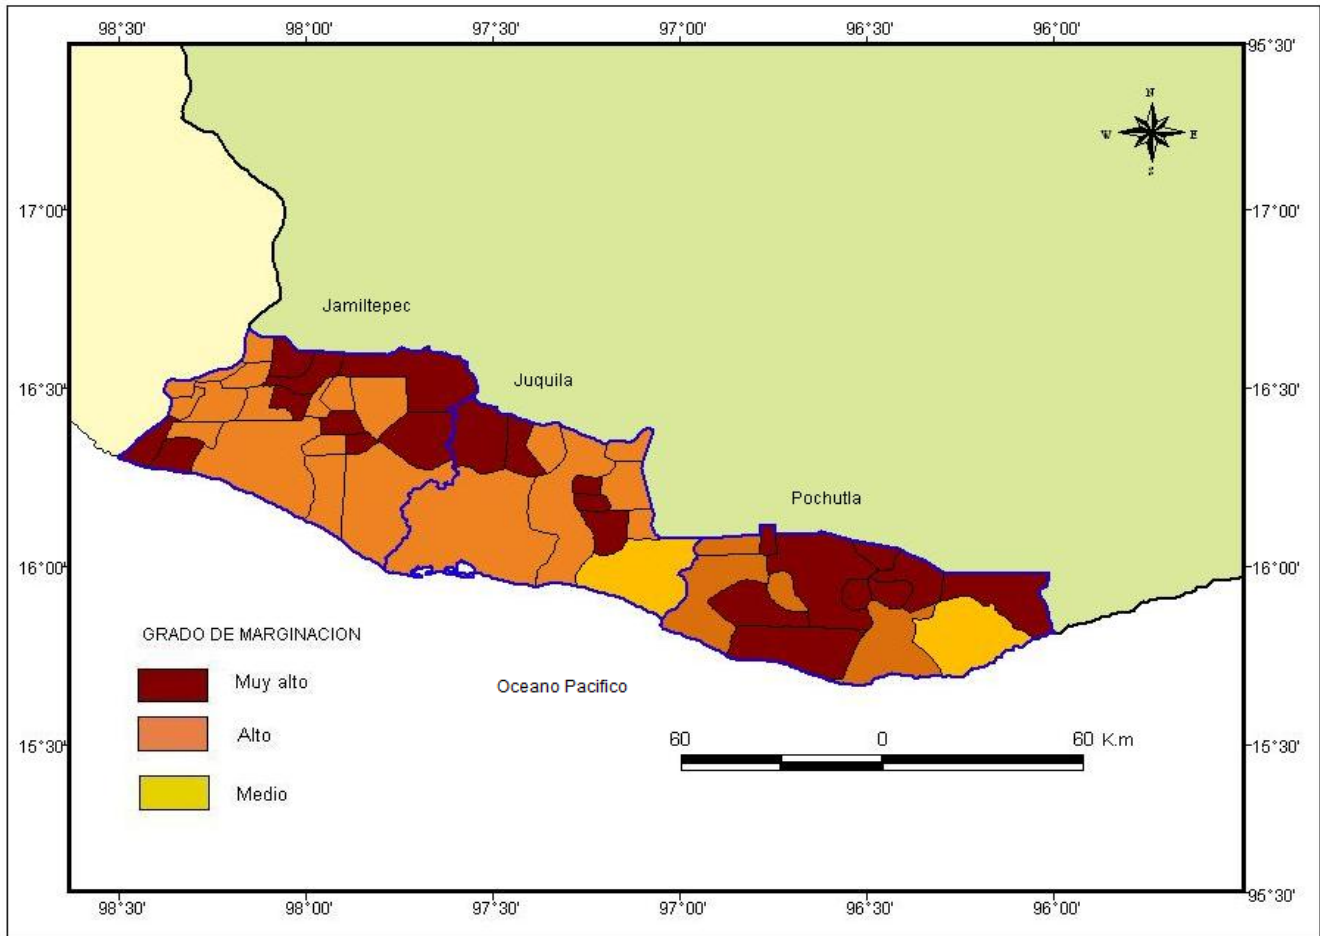 98°30' 98°00' 97°30' 97°00' 96°30' 96°00'
95°30'
N
W E
S
17°00' 17°00'
Jamiltepec
Juquila
16°30' 16°30'
Pochutla
16°00' 16°00'
GRADO DE MARGINACION
Muy alto
Oceano Pacifico
Alto
15°30' 60 0 60 K.m 15°30'
Medio
95°30'
98°30' 98°00' 97°30' 97°00' 96°30' 96°00'